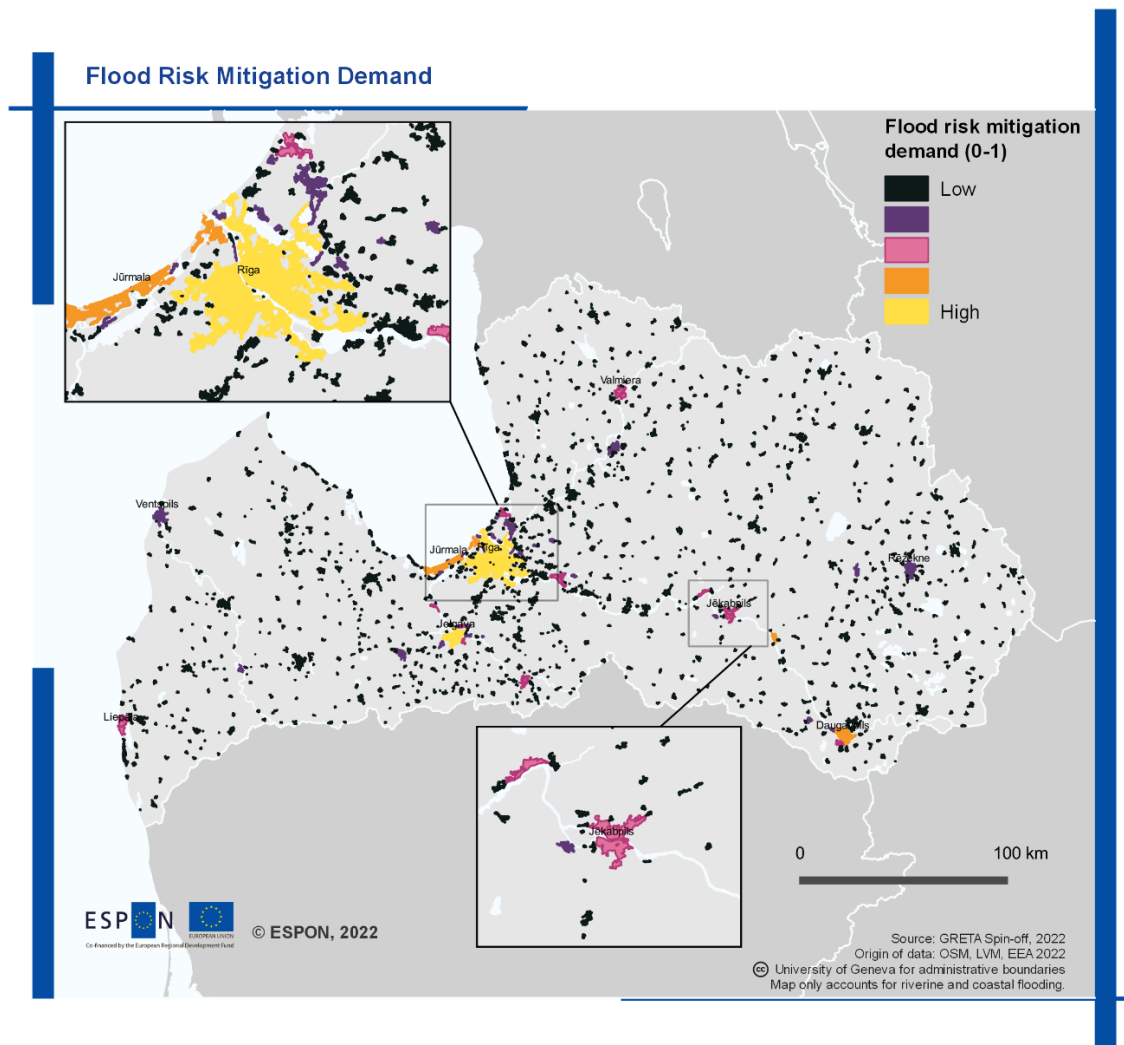 Flood Risk Mitigation Demand
Flood risk mitigation
demand (0-1)
Low
High
Jūrmala
Rīga
Valmiera
Ventspils
Jūrmala
Rīga
Rēzekne
Jēkabpils
Jelgava
Liepāja
Daugavpils
Jēkabpils
0
100 km
ESPON
EUROPEAN UNION
Co-financed by the European Regional Development Fund
© ESPON, 2022
Source: GRETA Spin-off, 2022
Origin of data: OSM, LVM, EEA 2022
cc University of Geneva for administrative boundaries
Map only accounts for riverine and coastal flooding.